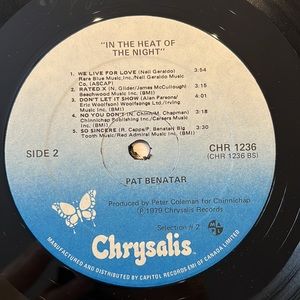 "IN THE HEAT OF
THE NIGHT"
1- WE LIVE FOR LOVE (Neil Geraldo) 3:54
Rare Blue Music,Inc./Neil Geraldo
Music Co. (ASCAP)
2- RATED X (N. Gilder/James McCullough) 3:15
Beechwood Music Inc. (BMI)
3- DON'T LET IT SHOW (Alan Parsons/ 4:01
Eric Woolfson) Woolfsongs Ltd./Irving
Music Inc. (BMI)
4- NO YOU DON'T (N. Chinn/M. Chapman) 3:18
Chinnichap Publishing Inc./Careers Music
Inc. (BMI)
5- SO SINCERE (R. Capps/P. Benatar) Big 3:30
Tooth Music/Red Admiral Music Inc. (BMI)
SIDE 2
CHR 1236
(CHR 1236 BS)
PAT BENATAR
Produced by Peter Coleman for Chinnichap
℗ 1979 Chrysalis Records
Selection # 2
Chrysalis
MANUFACTURED AND DISTRIBUTED BY CAPITOL RECORDS-EMI OF CANADA LIMITED